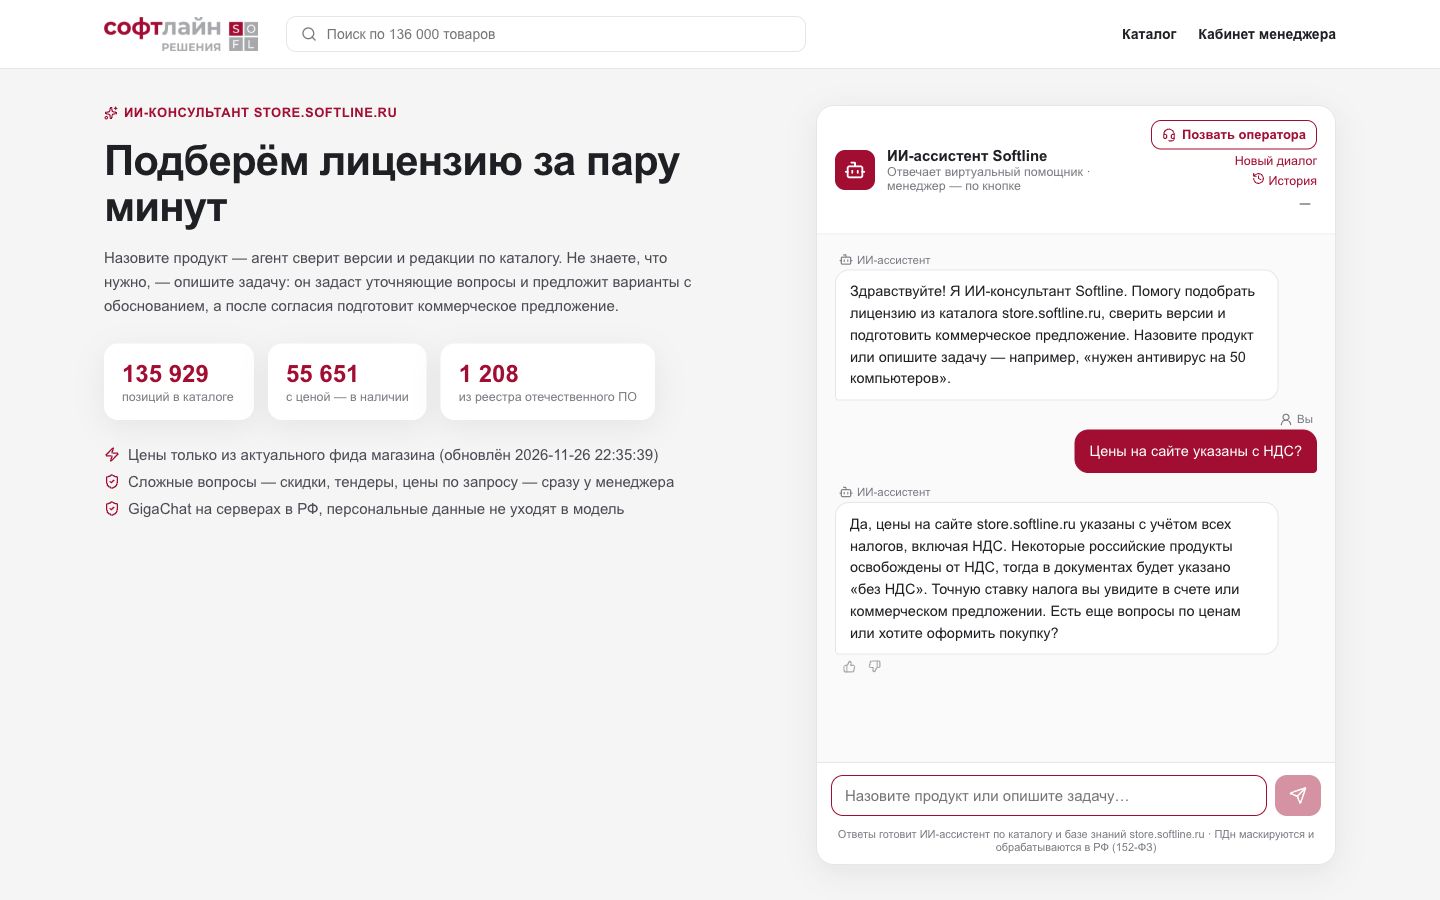 софтлайн
РЕШЕНИЯ
S O
F L
Поиск по 136 000 товаров
Каталог
Кабинет менеджера
ИИ-КОНСУЛЬТАНТ STORE.SOFTLINE.RU
Подберём лицензию за пару
минут
Назовите продукт — агент сверит версии и редакции по каталогу. Не знаете, что
нужно, — опишите задачу: он задаст уточняющие вопросы и предложит варианты с
обоснованием, а после согласия подготовит коммерческое предложение.
135 929
позиций в каталоге
55 651
с ценой — в наличии
1 208
из реестра отечественного ПО
Цены только из актуального фида магазина (обновлён 2026-11-26 22:35:39)
Сложные вопросы — скидки, тендеры, цены по запросу — сразу у менеджера
GigaChat на серверах в РФ, персональные данные не уходят в модель
ИИ-ассистент Softline
Отвечает виртуальный помощник ·
менеджер — по кнопке
Позвать оператора
Новый диалог
История
—
ИИ-ассистент
Здравствуйте! Я ИИ-консультант Softline. Помогу подобрать
лицензию из каталога store.softline.ru, сверить версии и
подготовить коммерческое предложение. Назовите продукт
или опишите задачу — например, «нужен антивирус на 50
компьютеров».
Вы
Цены на сайте указаны с НДС?
ИИ-ассистент
Да, цены на сайте store.softline.ru указаны с учётом всех
налогов, включая НДС. Некоторые российские продукты
освобождены от НДС, тогда в документах будет указано
«без НДС». Точную ставку налога вы увидите в счете или
коммерческом предложении. Есть еще вопросы по ценам
или хотите оформить покупку?
Назовите продукт или опишите задачу…
Ответы готовит ИИ-ассистент по каталогу и базе знаний store.softline.ru · ПДн маскируются и
обрабатываются в РФ (152-ФЗ)